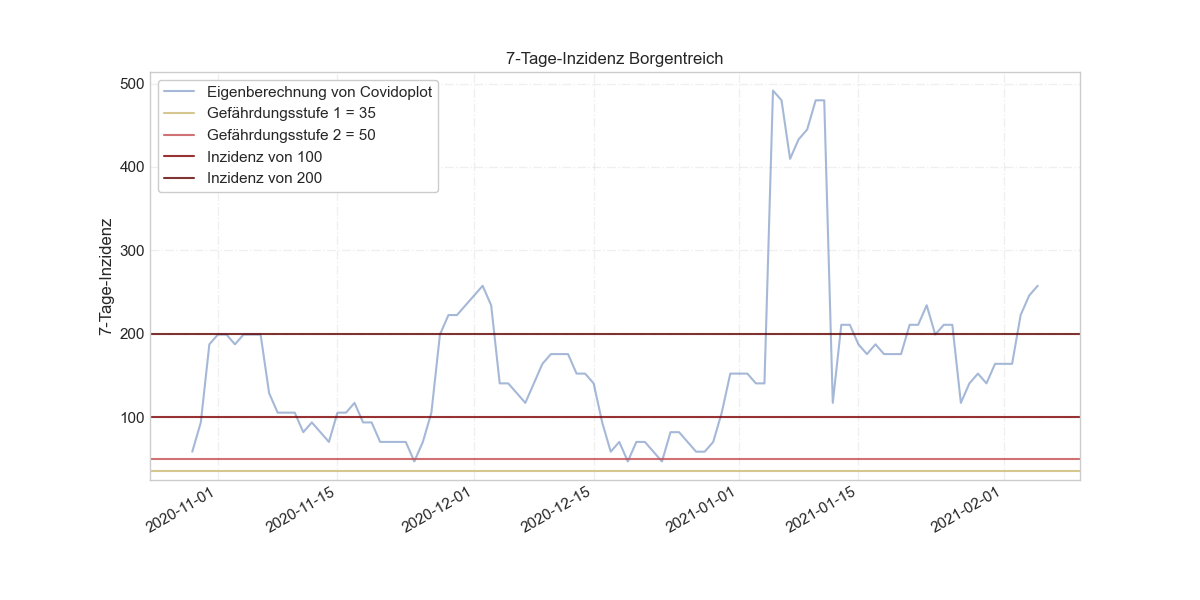 7-Tage-Inzidenz Borgentreich
Eigenberechnung von Covidoplot
Gefährdungsstufe 1 = 35
Gefährdungsstufe 2 = 50
Inzidenz von 100
Inzidenz von 200
7-Tage-Inzidenz
500
400
300
200
100
2020-11-01
2020-11-15
2020-12-01
2020-12-15
2021-01-01
2021-01-15
2021-02-01